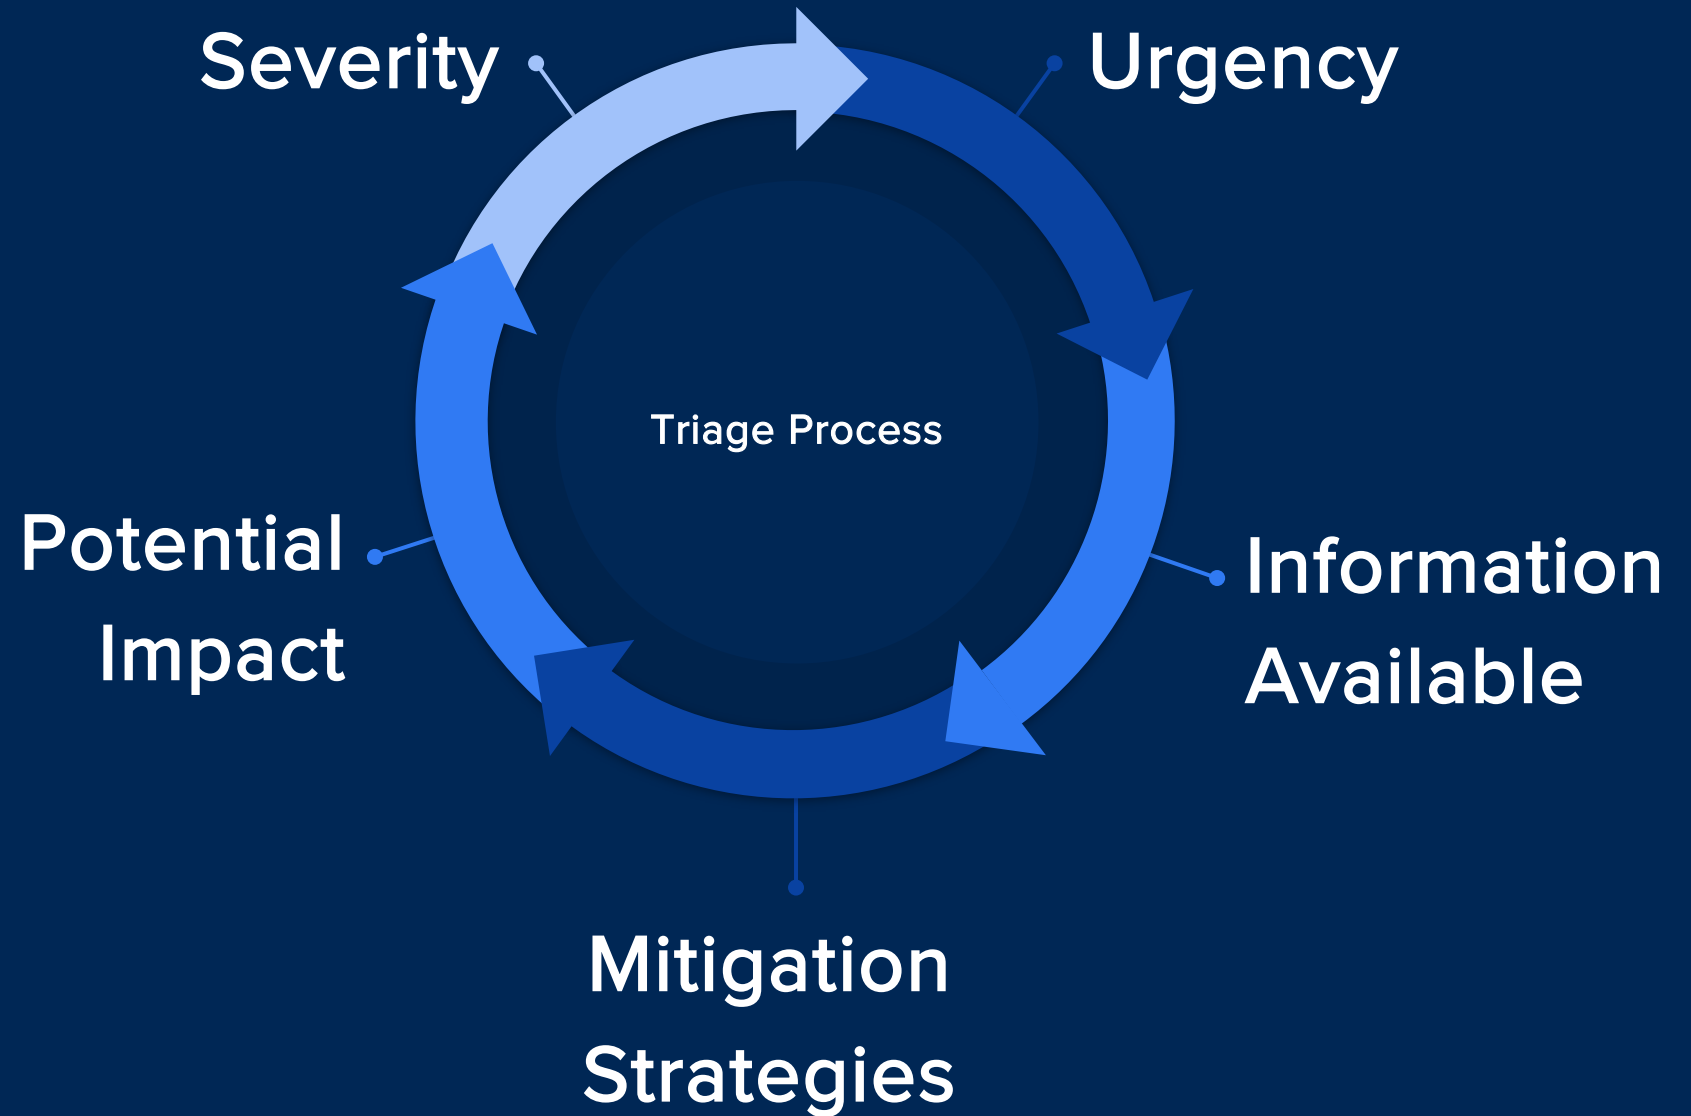 Severity
Urgency
Triage Process
Potential
Impact
Information
Available
Mitigation
Strategies